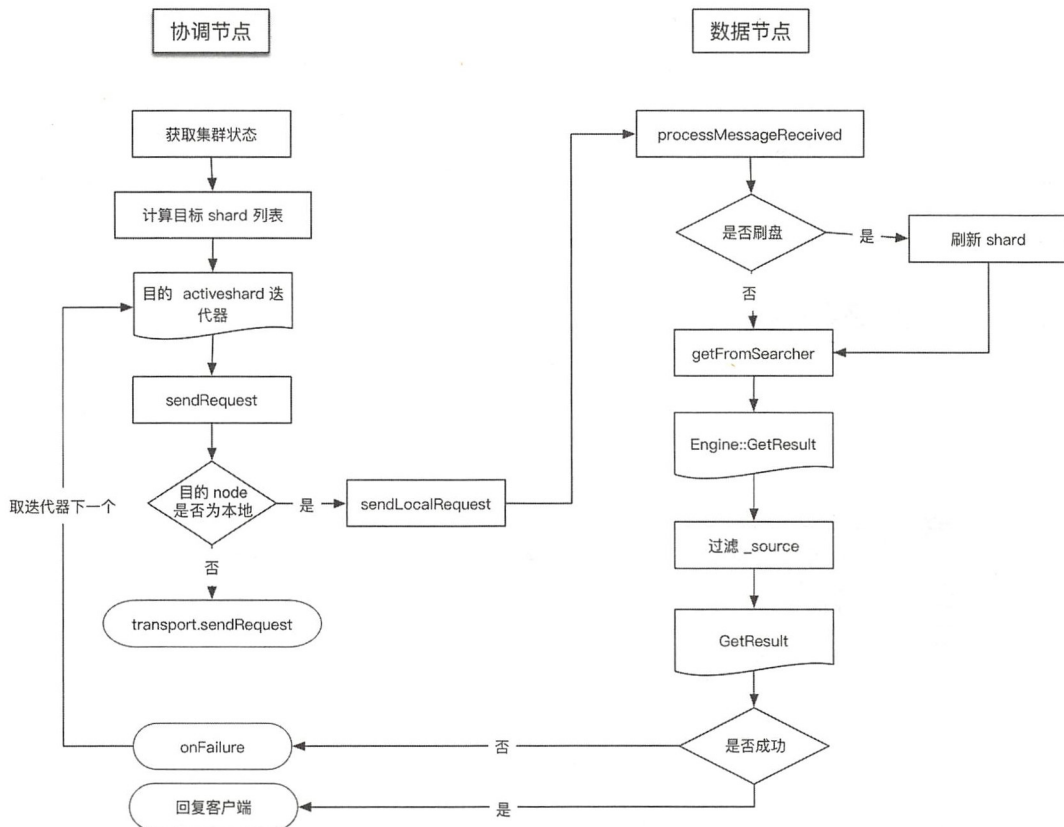 协调节点
数据节点
获取集群状态
计算目标 shard 列表
目的 activeshard 迭
代器
sendRequest
目的 node
是否为本地
是
sendLocalRequest
否
transport.sendRequest
取迭代器下一个
processMessageReceived
是否刷盘
是
刷新 shard
否
getFromSearcher
Engine::GetResult
过滤 _source
GetResult
是否成功
否
onFailure
是
回复客户端